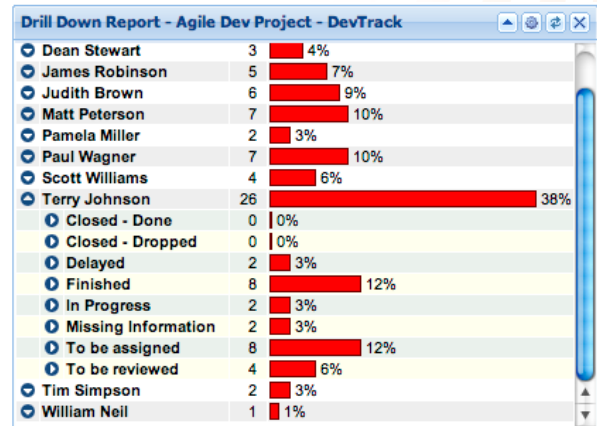 Drill Down Report - Agile Dev Project - DevTrack
Dean Stewart 3 4%
James Robinson 5 7%
Judith Brown 6 9%
Matt Peterson 7 10%
Pamela Miller 2 3%
Paul Wagner 7 10%
Scott Williams 4 6%
Terry Johnson 26 38%
Closed - Done 0 0%
Closed - Dropped 0 0%
Delayed 2 3%
Finished 8 12%
In Progress 2 3%
Missing Information 2 3%
To be assigned 8 12%
To be reviewed 4 6%
Tim Simpson 2 3%
William Neil 1 1%